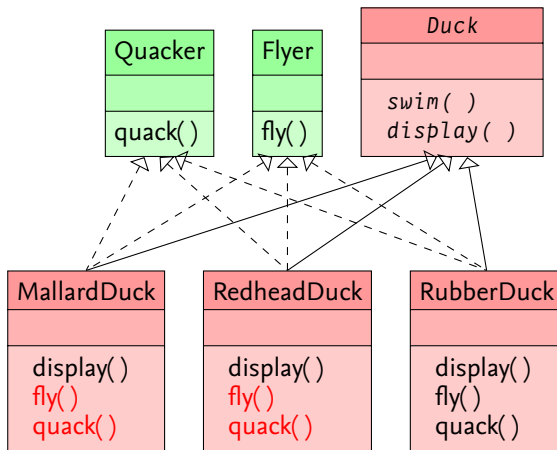 Quacker
quack()
Flyer
fly()
Duck
swim( )
display( )
MallardDuck
display()
fly()
quack()
RedheadDuck
display()
fly()
quack()
RubberDuck
display()
fly()
quack()